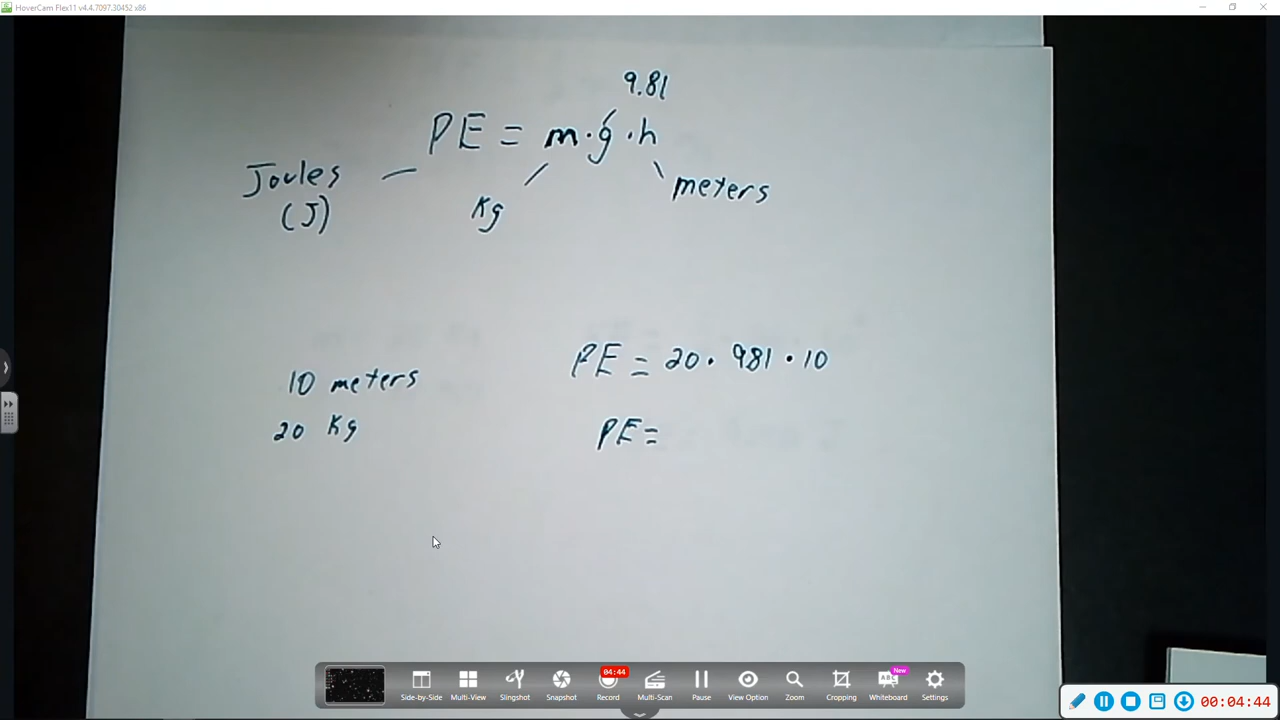 HoverCam Flex11 v4.4.7097.30452 x86
9.81
PE = m·g·h
Joules
(J)
Kg
meters
10 meters
20 Kg
PE = 20 · 981 · 10
PE =
04:44
New
ABC
Side-by-Side
Multi-View
Slingshot
Snapshot
Record
Multi-Scan
Pause
View Option
Zoom
Cropping
Whiteboard
Settings
00:04:44